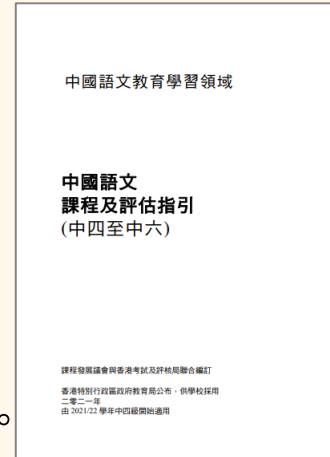 中國語文教育學習領域
中國語文
課程及評估指引
(中四至中六)
課程發展議會與香港考試及評核局聯合編訂
香港特別行政區政府教育局公布，供學校採用
二零二一年
由 2021/22 學年中四級開始適用
。